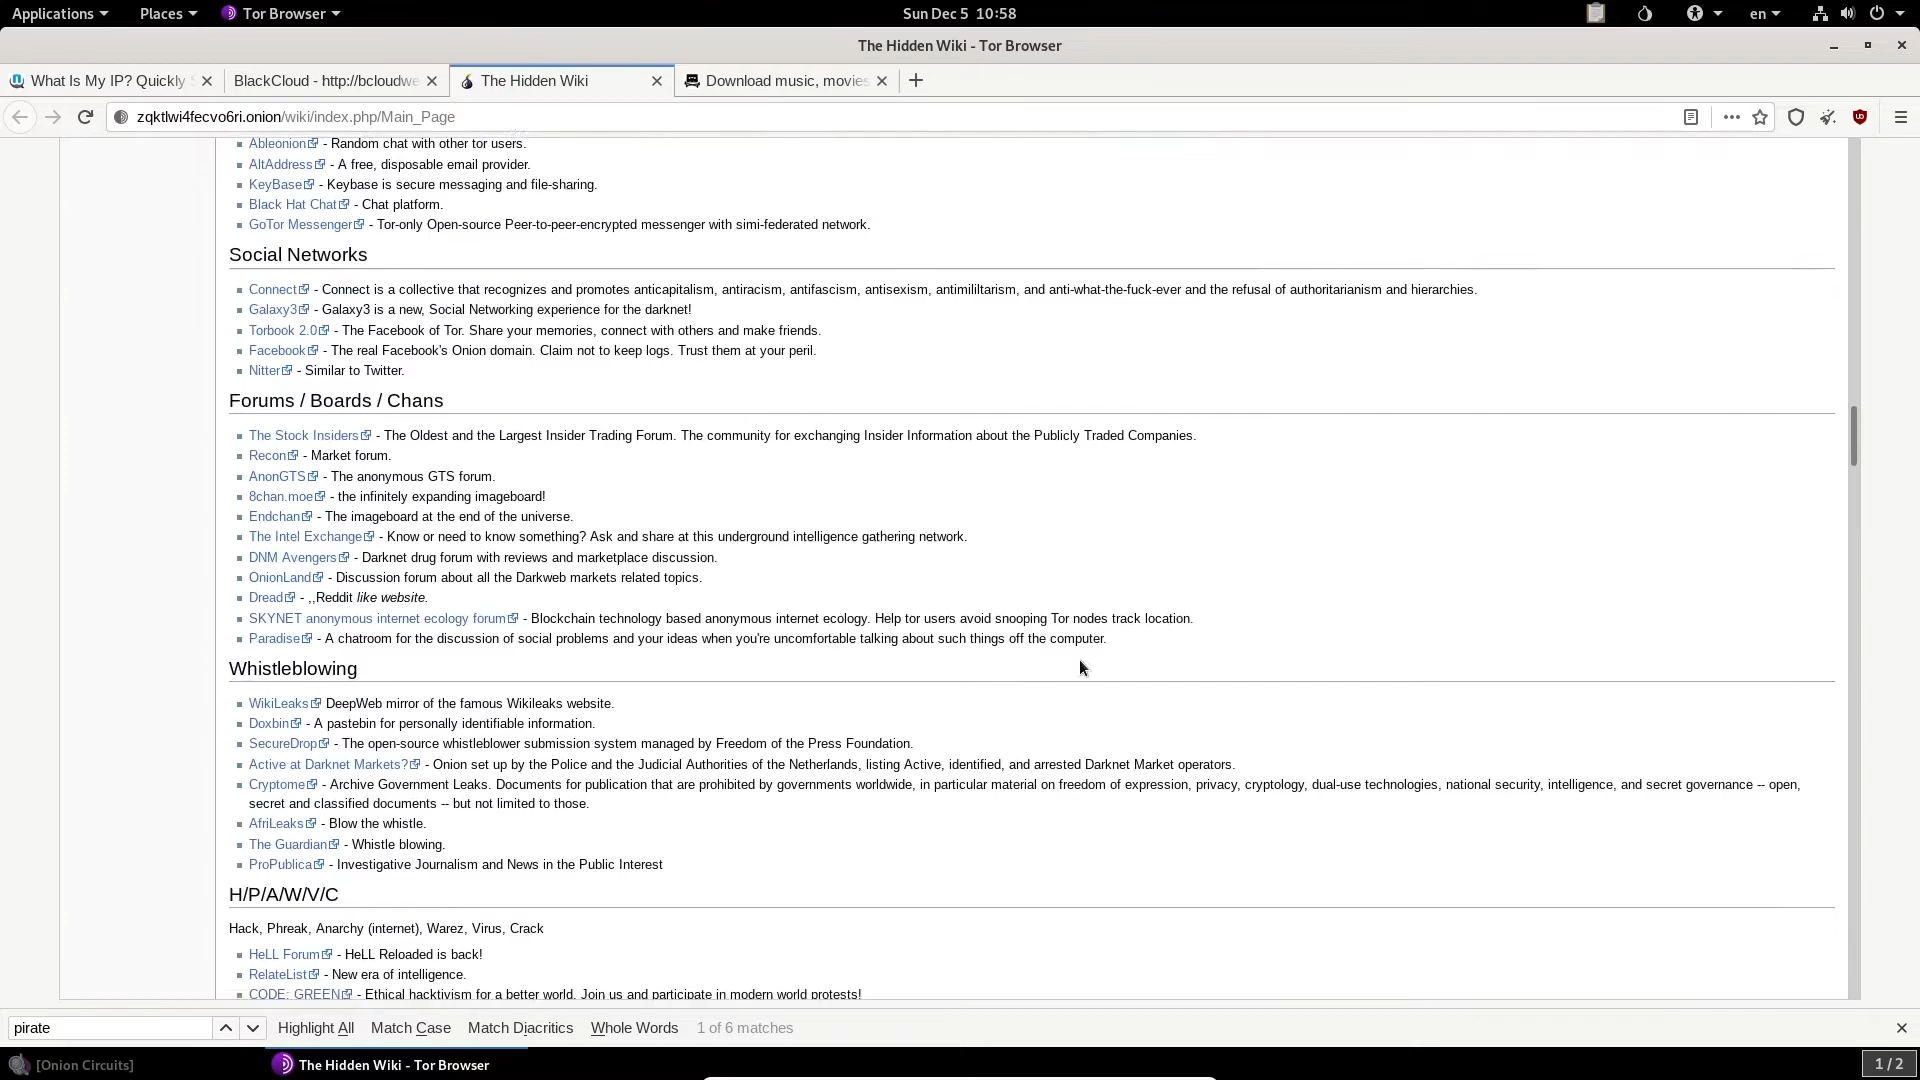 Applications Places Tor Browser Sun Dec 5 10:58 en
The Hidden Wiki - Tor Browser
What Is My IP? Quickly BlackCloud - http://bcloudwe The Hidden Wiki Download music, movies
zqktlwi4fecvo6ri.onion/wiki/index.php/Main_Page
Ableonion - Random chat with other tor users.
AltAddress - A free, disposable email provider.
KeyBase - Keybase is secure messaging and file-sharing.
Black Hat Chat - Chat platform.
GoTor Messenger - Tor-only Open-source Peer-to-peer-encrypted messenger with simi-federated network.
Social Networks
Connect - Connect is a collective that recognizes and promotes anticapitalism, antiracism, antifascism, antisexism, antimililtarism, and anti-what-the-fuck-ever and the refusal of authoritarianism and hierarchies.
Galaxy3 - Galaxy3 is a new, Social Networking experience for the darknet!
Torbook 2.0 - The Facebook of Tor. Share your memories, connect with others and make friends.
Facebook - The real Facebook's Onion domain. Claim not to keep logs. Trust them at your peril.
Nitter - Similar to Twitter.
Forums / Boards / Chans
The Stock Insiders - The Oldest and the Largest Insider Trading Forum. The community for exchanging Insider Information about the Publicly Traded Companies.
Recon - Market forum.
AnonGTS - The anonymous GTS forum.
8chan.moe - the infinitely expanding imageboard!
Endchan - The imageboard at the end of the universe.
The Intel Exchange - Know or need to know something? Ask and share at this underground intelligence gathering network.
DNM Avengers - Darknet drug forum with reviews and marketplace discussion.
OnionLand - Discussion forum about all the Darkweb markets related topics.
Dread - ,,Reddit like website.
SKYNET anonymous internet ecology forum - Blockchain technology based anonymous internet ecology. Help tor users avoid snooping Tor nodes track location.
Paradise - A chatroom for the discussion of social problems and your ideas when you're uncomfortable talking about such things off the computer.
Whistleblowing
WikiLeaks DeepWeb mirror of the famous Wikileaks website.
Doxbin - A pastebin for personally identifiable information.
SecureDrop - The open-source whistleblower submission system managed by Freedom of the Press Foundation.
Active at Darknet Markets? - Onion set up by the Police and the Judicial Authorities of the Netherlands, listing Active, identified, and arrested Darknet Market operators.
Cryptome - Archive Government Leaks. Documents for publication that are prohibited by governments worldwide, in particular material on freedom of expression, privacy, cryptology, dual-use technologies, national security, intelligence, and secret governance -- open,
secret and classified documents -- but not limited to those.
AfriLeaks - Blow the whistle.
The Guardian - Whistle blowing.
ProPublica - Investigative Journalism and News in the Public Interest
H/P/A/W/V/C
Hack, Phreak, Anarchy (internet), Warez, Virus, Crack
HeLL Forum - HeLL Reloaded is back!
RelateList - New era of intelligence.
CODE: GREEN - Ethical hacktivism for a better world. Join us and participate in modern world protests!
pirate Highlight All Match Case Match Diacritics Whole Words 1 of 6 matches
[Onion Circuits] The Hidden Wiki - Tor Browser 1 / 2